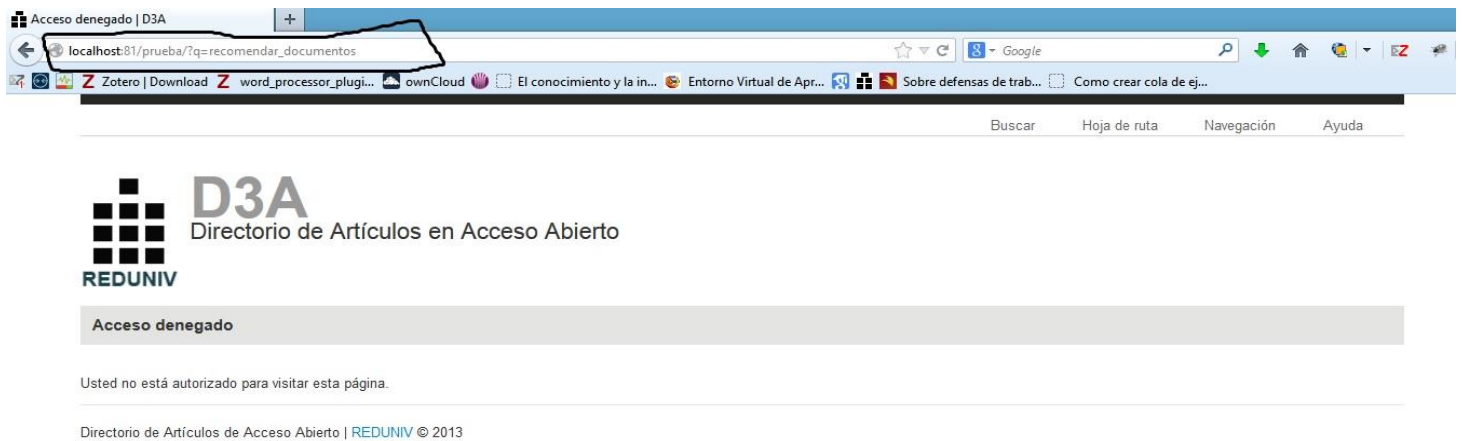 Acceso denegado | D3A
localhost:81/prueba/?q=recomendar_documentos
Google
Zotero | Download word_processor_plugi... ownCloud El conocimiento y la in... Entorno Virtual de Apr... Sobre defensas de trab... Como crear cola de ej...
Buscar Hoja de ruta Navegación Ayuda
D3A
Directorio de Artículos en Acceso Abierto
REDUNIV
Acceso denegado
Usted no está autorizado para visitar esta página.
Directorio de Artículos de Acceso Abierto | REDUNIV © 2013